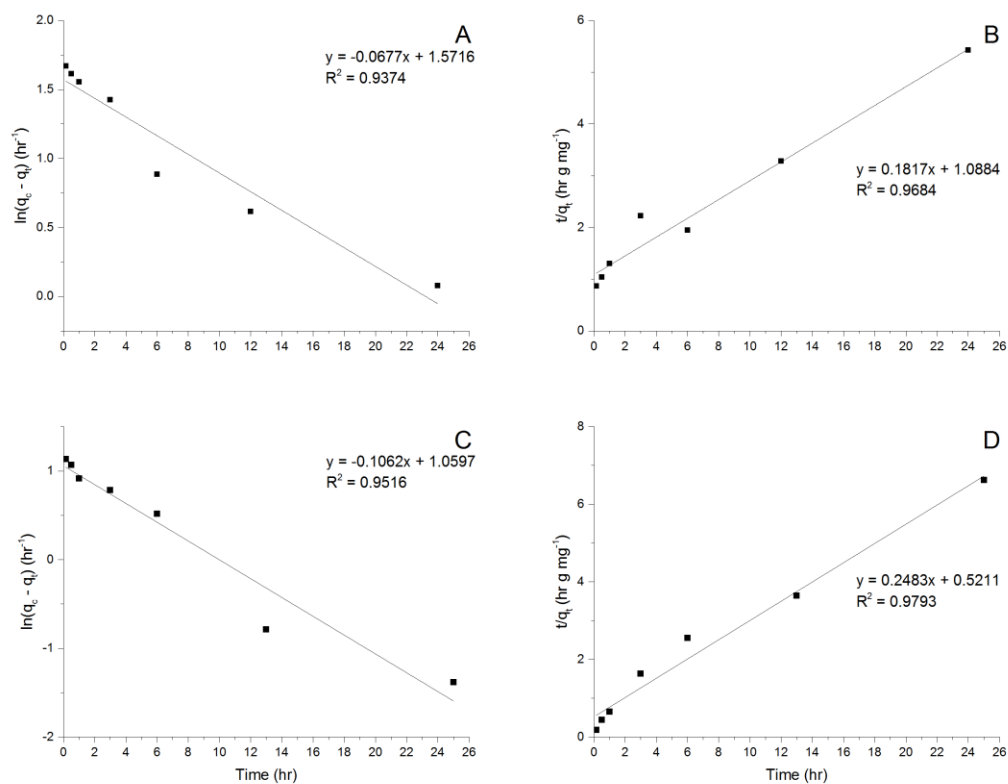 A
y = -0.0677x + 1.5716
R² = 0.9374
ln(q_c - q_t) (hr⁻¹)
2.0
1.5
1.0
0.5
0.0
0 2 4 6 8 10 12 14 16 18 20 22 24 26
B
y = 0.1817x + 1.0884
R² = 0.9684
t/q_t (hr g mg⁻¹)
6
4
2
0
0 2 4 6 8 10 12 14 16 18 20 22 24 26
C
y = -0.1062x + 1.0597
R² = 0.9516
ln(q_c - q_t) (hr⁻¹)
1
0
-1
-2
0 2 4 6 8 10 12 14 16 18 20 22 24 26
Time (hr)
D
y = 0.2483x + 0.5211
R² = 0.9793
t/q_t (hr g mg⁻¹)
8
6
4
2
0
0 2 4 6 8 10 12 14 16 18 20 22 24 26
Time (hr)